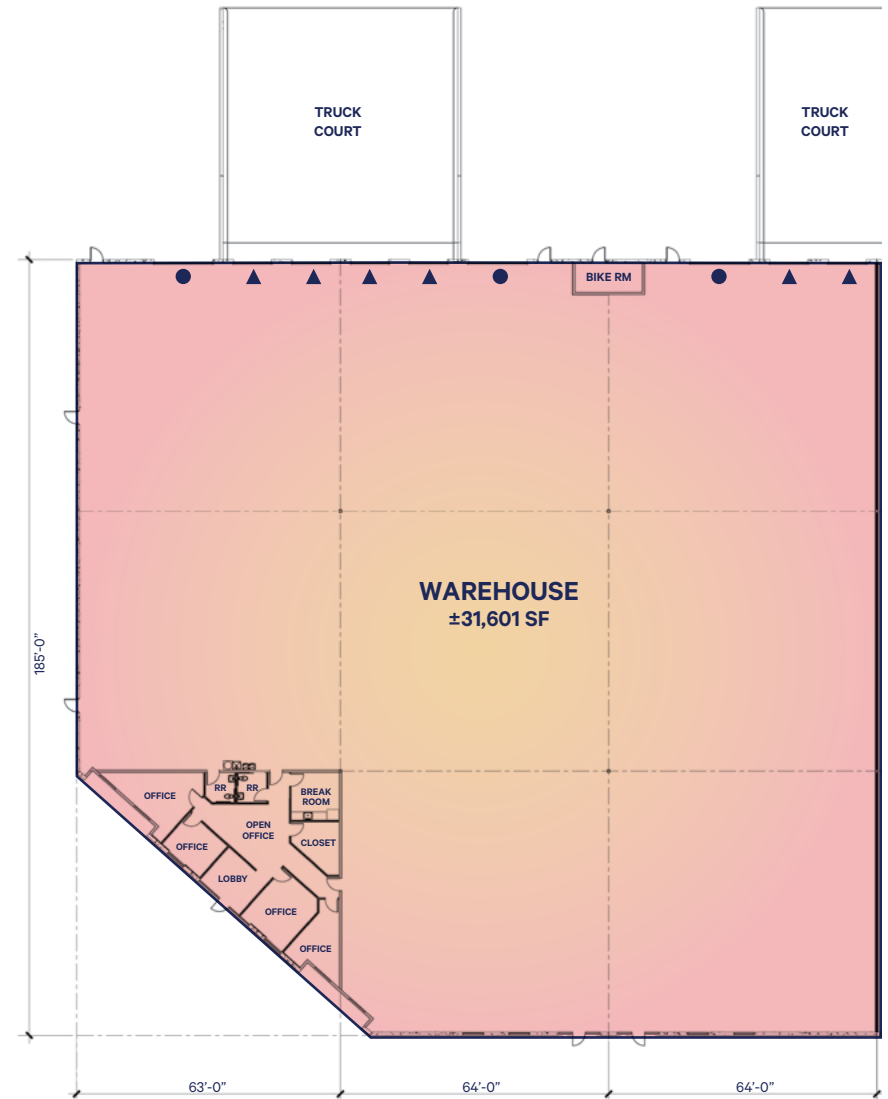 TRUCK
COURT
TRUCK
COURT
BIKE RM
WAREHOUSE
±31,601 SF
185'-0”
OFFICE
RR
RR
BREAK
ROOM
OPEN
OFFICE
CLOSET
OFFICE
LOBBY
OFFICE
OFFICE
63'-0”
64'-0”
64'-0”